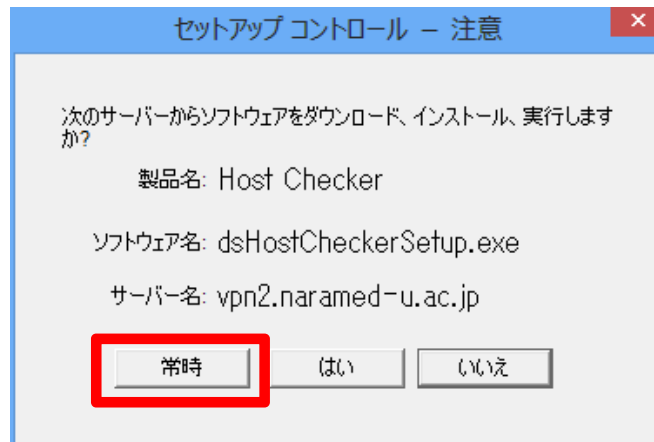 セットアップ コントロール － 注意
次のサーバーからソフトウェアをダウンロード、インストール、実行します
か?
製品名: Host Checker
ソフトウェア名: dsHostCheckerSetup.exe
サーバー名: vpn2.naramed-u.ac.jp
常時 はい いいえ